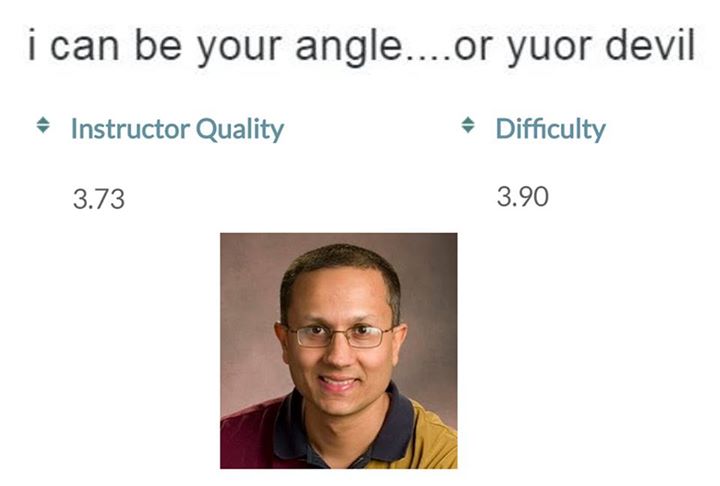 i can be your angle....or yuor devil
Instructor Quality Difficulty
3.73 3.90